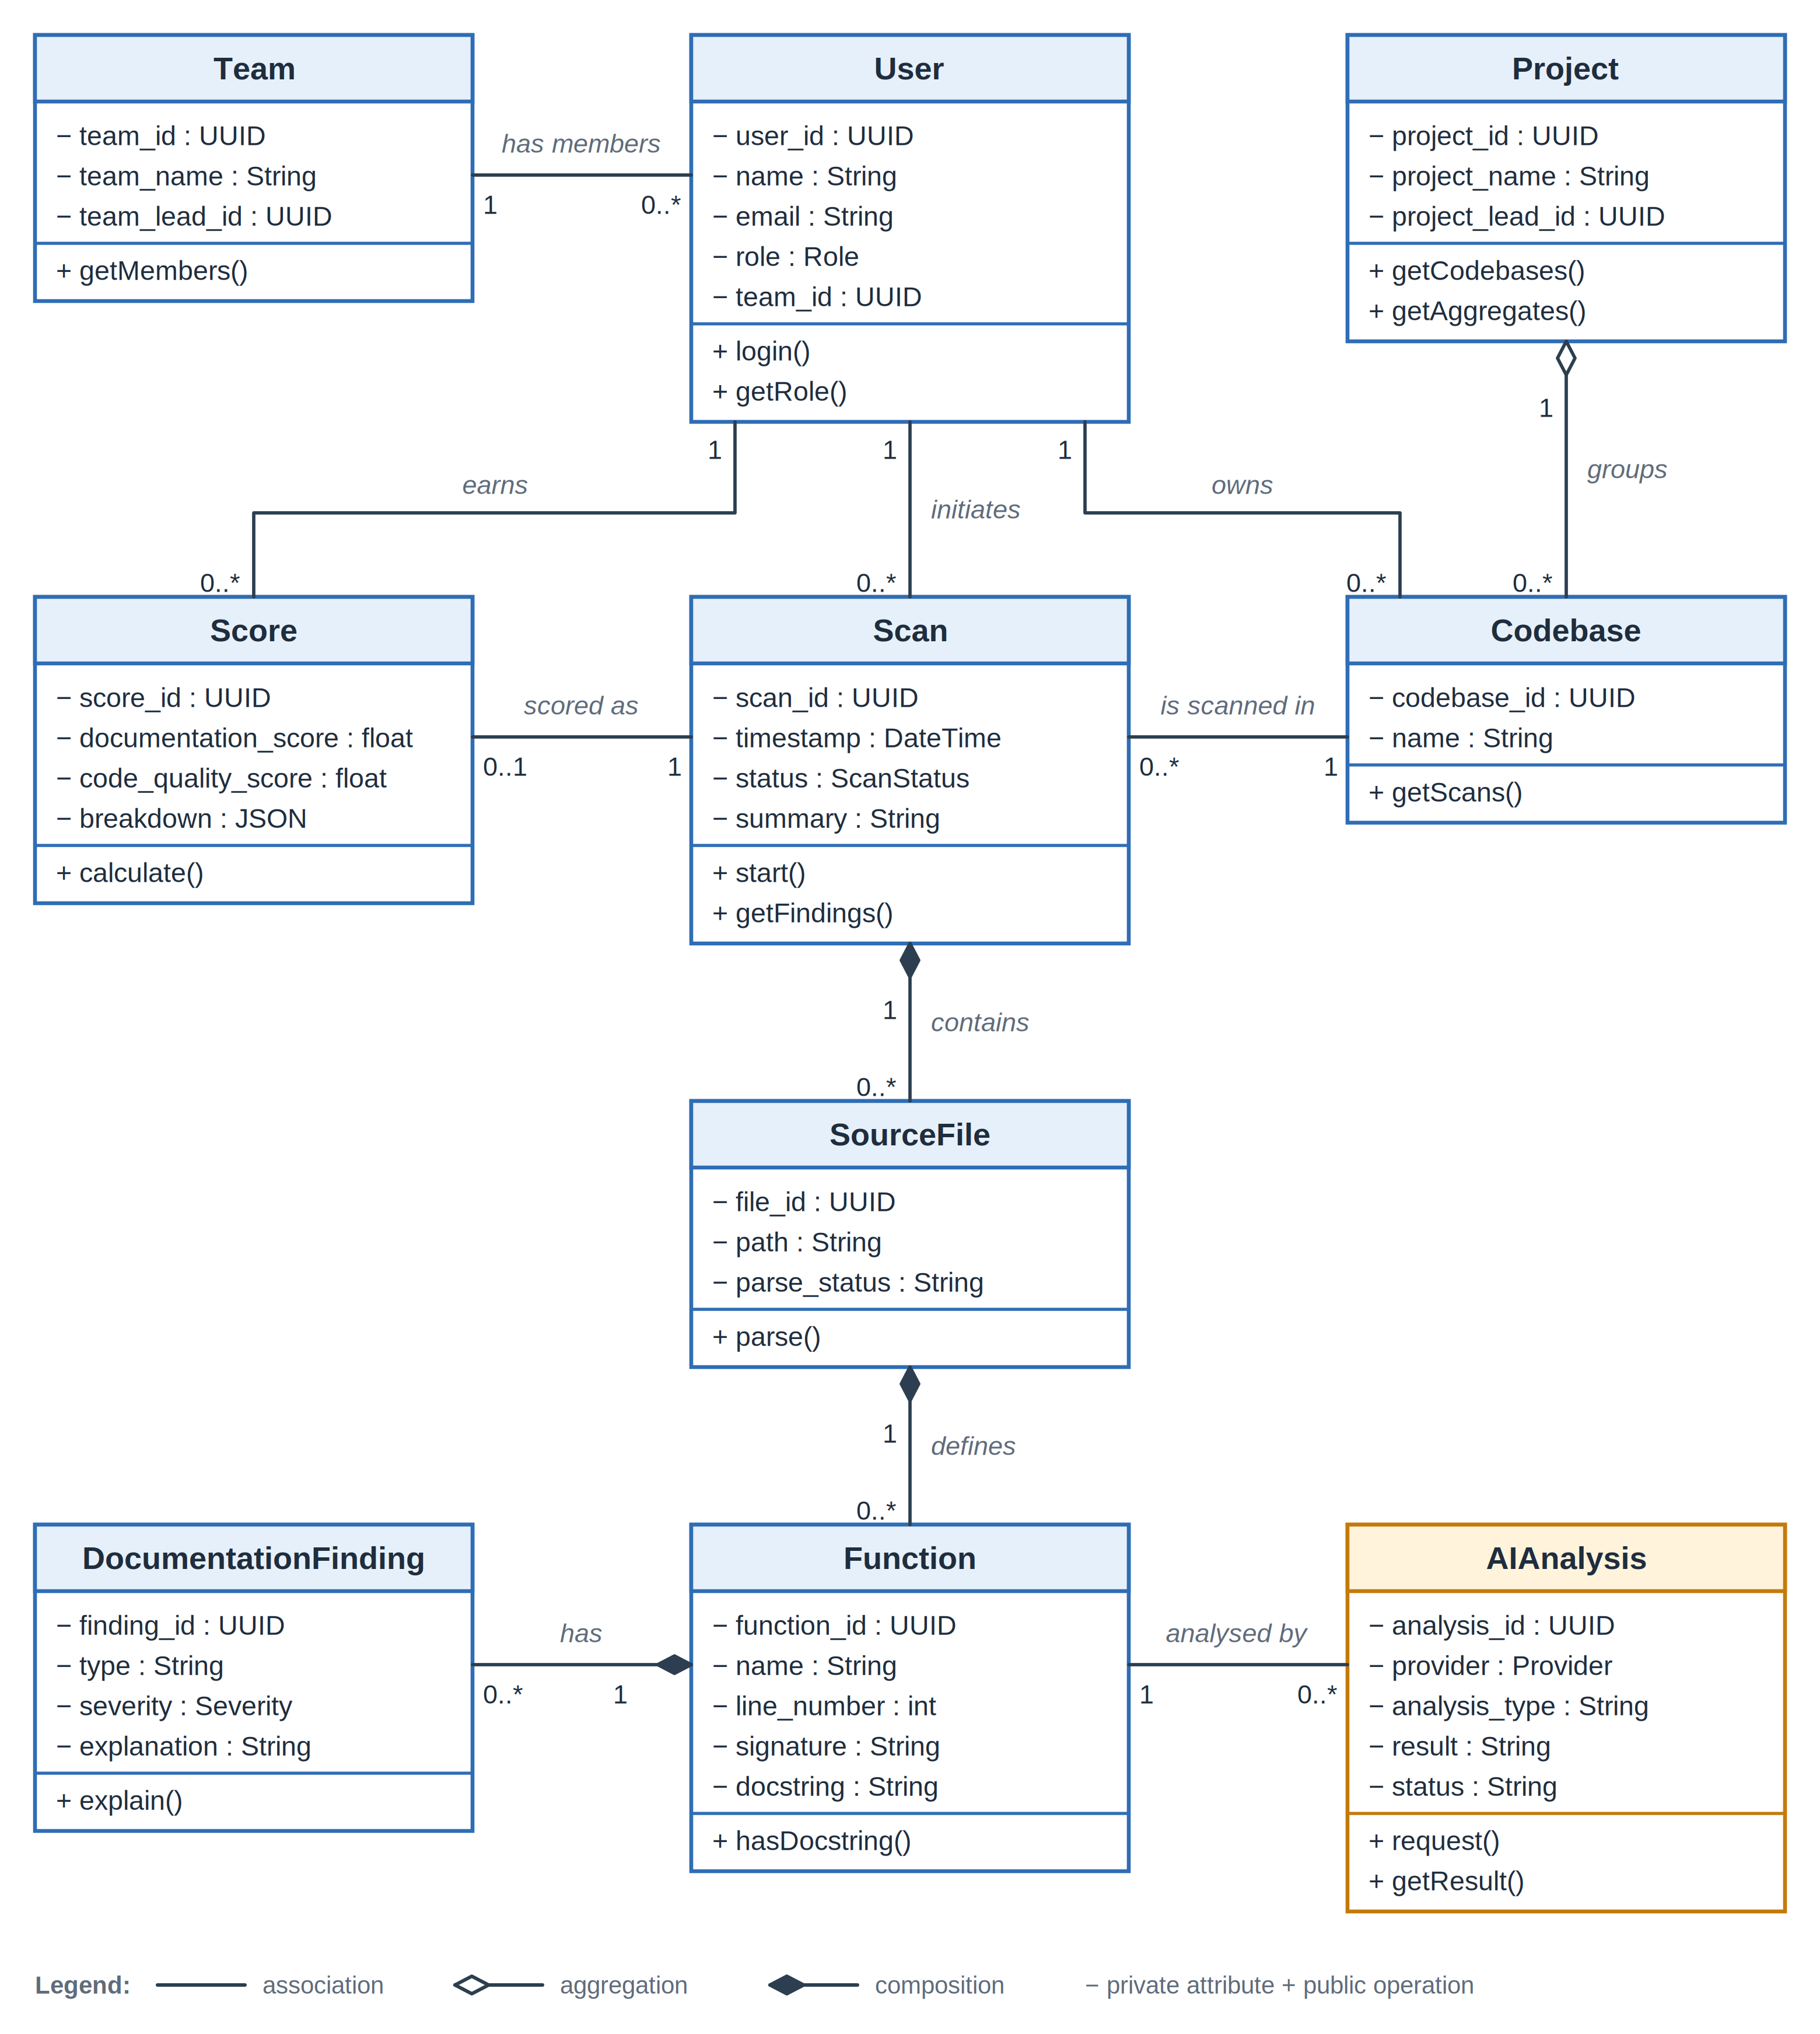 Team
− team_id : UUID
− team_name : String
− team_lead_id : UUID
+ getMembers()
has members
1
0..*
User
− user_id : UUID
− name : String
− email : String
− role : Role
− team_id : UUID
+ login()
+ getRole()
Project
− project_id : UUID
− project_name : String
− project_lead_id : UUID
+ getCodebases()
+ getAggregates()
1
earns
0..*
1
initiates
0..*
1
owns
0..*
1
groups
0..*
Score
− score_id : UUID
− documentation_score : float
− code_quality_score : float
− breakdown : JSON
+ calculate()
scored as
0..1
1
Scan
− scan_id : UUID
− timestamp : DateTime
− status : ScanStatus
− summary : String
+ start()
+ getFindings()
is scanned in
0..*
1
Codebase
− codebase_id : UUID
− name : String
+ getScans()
1
contains
0..*
SourceFile
− file_id : UUID
− path : String
− parse_status : String
+ parse()
1
defines
0..*
DocumentationFinding
− finding_id : UUID
− type : String
− severity : Severity
− explanation : String
+ explain()
has
0..*
1
Function
− function_id : UUID
− name : String
− line_number : int
− signature : String
− docstring : String
+ hasDocstring()
analysed by
1
0..*
AIAnalysis
− analysis_id : UUID
− provider : Provider
− analysis_type : String
− result : String
− status : String
+ request()
+ getResult()
Legend:
association
aggregation
composition
− private attribute + public operation